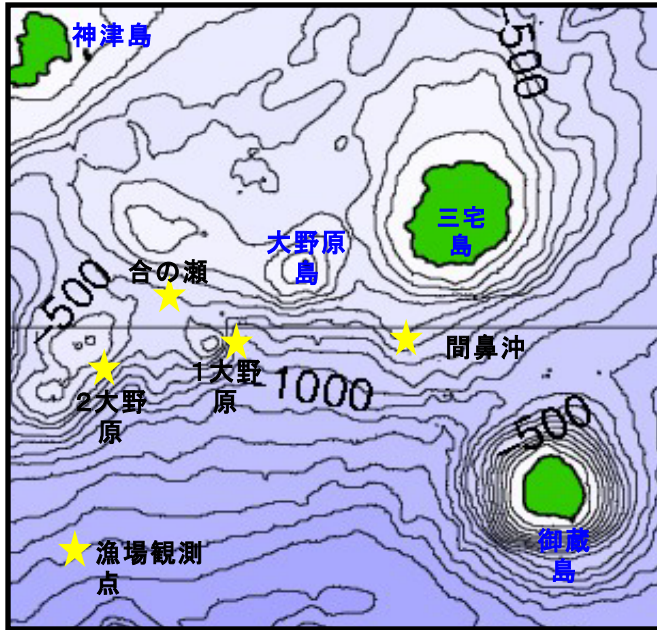 神津島
-500
三宅
島
大野原
島
合の瀬
-500
間鼻沖
1大野
原
-1000
2大野
原
-500
御蔵
島
漁場観測
点